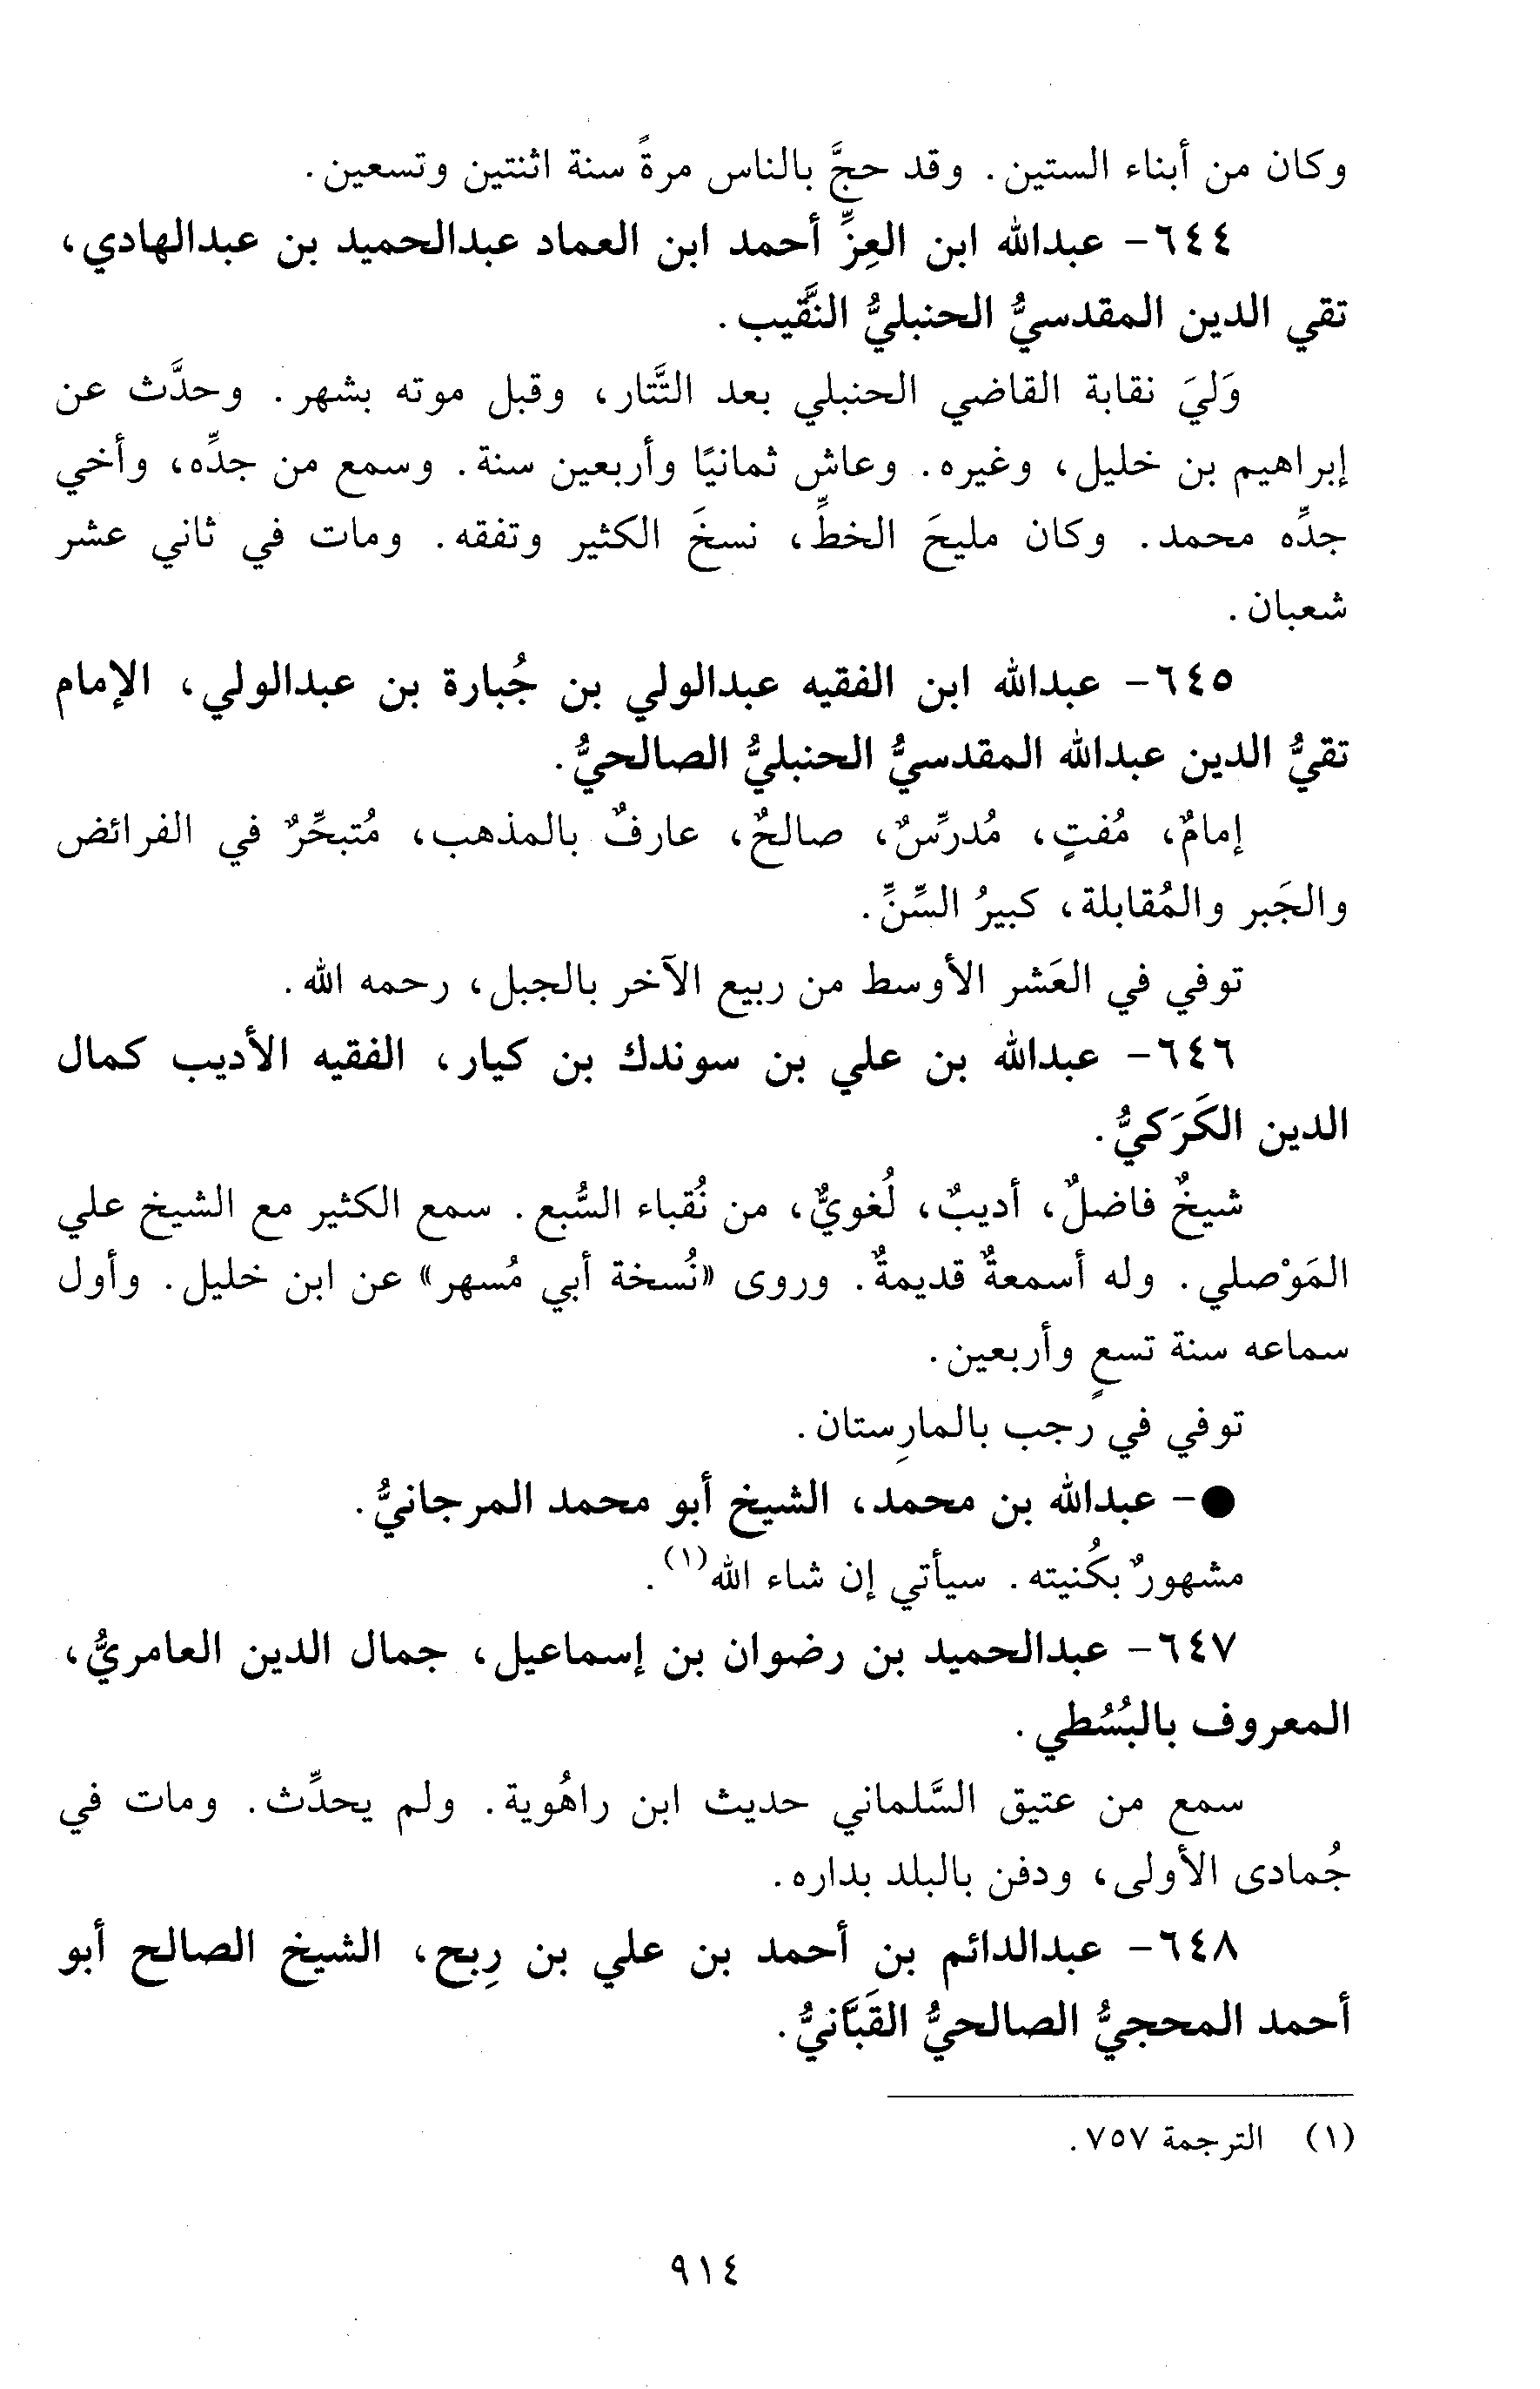 وكان من أبناء الستين. وقد حجَّ بالناس مرةً سنة اثنتين وتسعين.
٦٤٤- عبدالله ابن العِزِّ أحمد ابن العماد عبدالحميد بن عبدالهادي،
تقي الدين المقدسيُّ الحنبليُّ النَّقيب.
وَليَ نقابة القاضي الحنبلي بعد التَّتار، وقبل موته بشهر. وحدَّث عن
إبراهيم بن خليل، وغيره. وعاش ثمانيًا وأربعين سنة. وسمع من جدِّه، وأخي
جدِّه محمد. وكان مليحَ الخطِّ، نسخَ الكثير وتفقه. ومات في ثاني عشر
شعبان.
٦٤٥- عبدالله ابن الفقيه عبدالولي بن جُبارة بن عبدالولي، الإمام
تقيُّ الدين عبدالله المقدسيُّ الحنبليُّ الصالحيُّ.
إمامٌ، مُفتٍ، مُدرِّسٌ، صالحٌ، عارفٌ بالمذهب، مُتبحِّرٌ في الفرائض
والجَبر والمُقابلة، كبيرُ السِّنِّ.
توفي في العَشر الأوسط من ربيع الآخر بالجبل، رحمه الله.
٦٤٦- عبدالله بن علي بن سوندك بن كيار، الفقيه الأديب كمال
الدين الكَرَكيُّ.
شيخٌ فاضلٌ، أديبٌ، لُغويٌّ، من نُقباء السُّبع. سمع الكثير مع الشيخ علي
المَوْصلي. وله أسمعةٌ قديمةٌ. وروى «نُسخة أبي مُسهر» عن ابن خليل. وأول
سماعه سنة تسعٍ وأربعين.
توفي في رجب بالمارِستان.
●- عبدالله بن محمد، الشيخ أبو محمد المرجانيُّ.
مشهورٌ بكُنيته. سيأتي إن شاء الله(١).
٦٤٧- عبدالحميد بن رضوان بن إسماعيل، جمال الدين العامريُّ،
المعروف بالبُسُطي.
سمع من عتيق السَّلماني حديث ابن راهُوية. ولم يحدِّث. ومات في
جُمادى الأولى، ودفن بالبلد بداره.
٦٤٨- عبدالدائم بن أحمد بن علي بن رِبح، الشيخ الصالح أبو
أحمد المحجيُّ الصالحيُّ القَبَّانيُّ.
(١) الترجمة ٧٥٧.
٩١٤